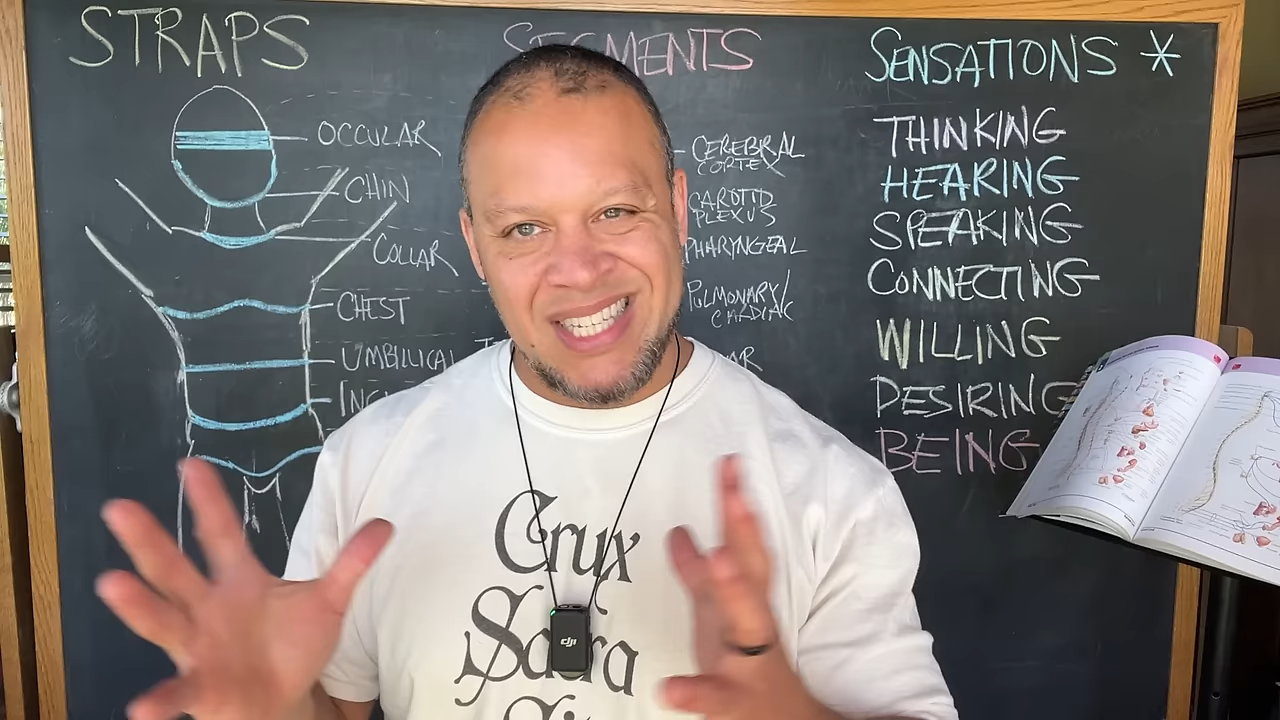 STRAPS
SEGMENTS
SENSATIONS *
OCCULAR
CHIN
COLLAR
CHEST
UMBILLICAL
CEREBRAL
CORTEX
CAROTID
PLEXUS
PHARYNGEAL
PULMONARY/
CARDIAC
THINKING
HEARING
SPEAKING
CONNECTING
WILLING
DESIRING
BEING
Crux
Sacra
dji